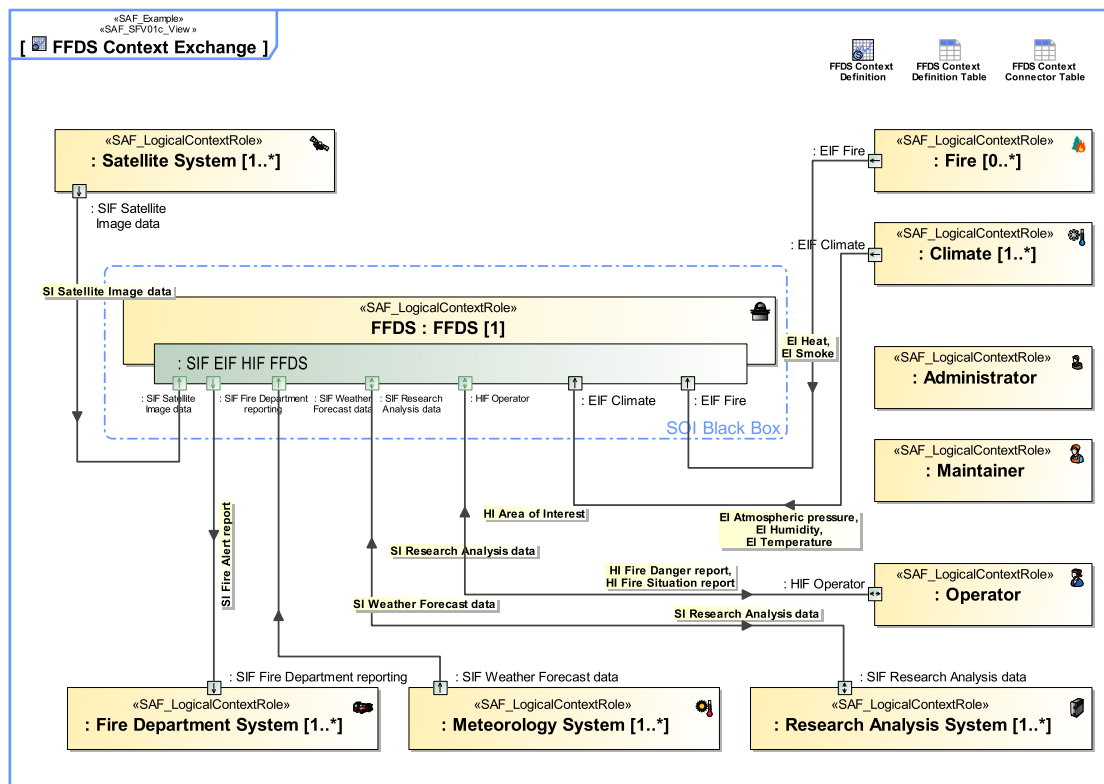 «SAF_Example»
«SAF_SFV01c_View »
[ FFDS Context Exchange ]
FFDS Context
Definition
FFDS Context
Definition Table
FFDS Context
Connector Table
«SAF_LogicalContextRole»
: Satellite System [1..*]
: SIF Satellite
Image data
SI Satellite Image data
: EIF Fire
«SAF_LogicalContextRole»
: Fire [0..*]
: EIF Climate
«SAF_LogicalContextRole»
: Climate [1..*]
«SAF_LogicalContextRole»
FFDS : FFDS [1]
: SIF EIF HIF FFDS
: SIF Satellite
Image data
: SIF Fire Department
reporting
: SIF Weather
Forecast data
: SIF Research
Analysis data
: HIF Operator
: EIF Climate
: EIF Fire
SOI Black Box
EI Heat,
EI Smoke
«SAF_LogicalContextRole»
: Administrator
«SAF_LogicalContextRole»
: Maintainer
SI Fire Alert report
HI Area of Interest
EI Atmospheric pressure,
EI Humidity,
EI Temperature
SI Research Analysis data
HI Fire Danger report,
HI Fire Situation report
: HIF Operator
«SAF_LogicalContextRole»
: Operator
SI Weather Forecast data
SI Research Analysis data
: SIF Fire Department reporting
: SIF Weather Forecast data
: SIF Research Analysis data
«SAF_LogicalContextRole»
: Fire Department System [1..*]
«SAF_LogicalContextRole»
: Meteorology System [1..*]
«SAF_LogicalContextRole»
: Research Analysis System [1..*]